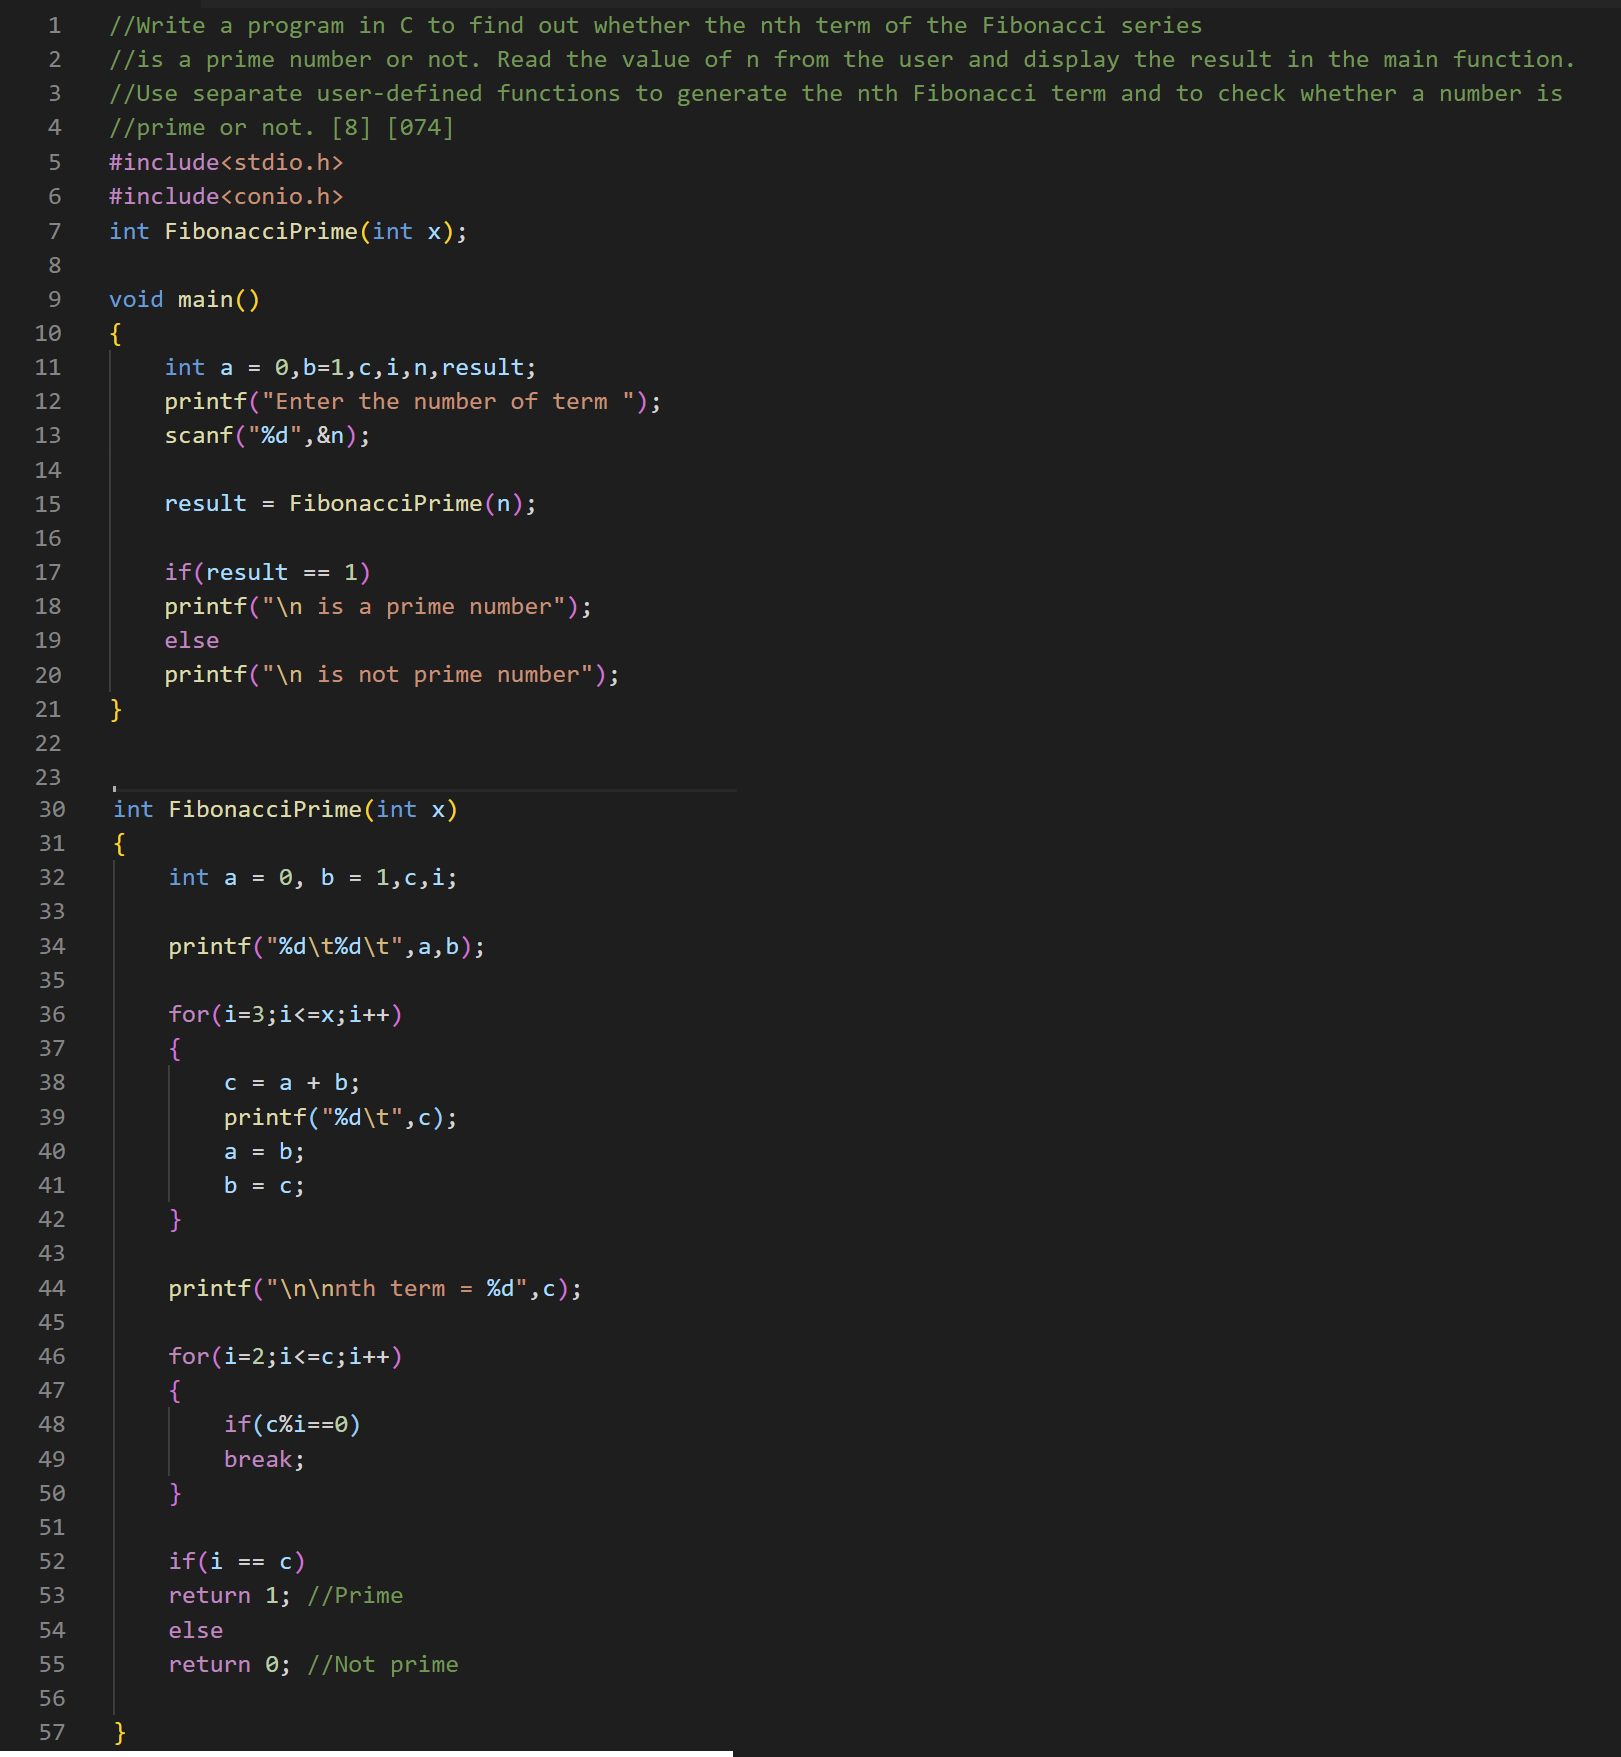 1 //Write a program in C to find out whether the nth term of the Fibonacci series
2 //is a prime number or not. Read the value of n from the user and display the result in the main function.
3 //Use separate user-defined functions to generate the nth Fibonacci term and to check whether a number is
4 //prime or not. [8] [074]
5 #include<stdio.h>
6 #include<conio.h>
7 int FibonacciPrime(int x);
8
9 void main()
10 {
11     int a = 0,b=1,c,i,n,result;
12     printf("Enter the number of term ");
13     scanf("%d",&n);
14
15     result = FibonacciPrime(n);
16
17     if(result == 1)
18     printf("\n is a prime number");
19     else
20     printf("\n is not prime number");
21 }
22
23
30 int FibonacciPrime(int x)
31 {
32     int a = 0, b = 1,c,i;
33
34     printf("%d\t%d\t",a,b);
35
36     for(i=3;i<=x;i++)
37     {
38         c = a + b;
39         printf("%d\t",c);
40         a = b;
41         b = c;
42     }
43
44     printf("\n\nnth term = %d",c);
45
46     for(i=2;i<=c;i++)
47     {
48         if(c%i==0)
49         break;
50     }
51
52     if(i == c)
53     return 1; //Prime
54     else
55     return 0; //Not prime
56
57 }